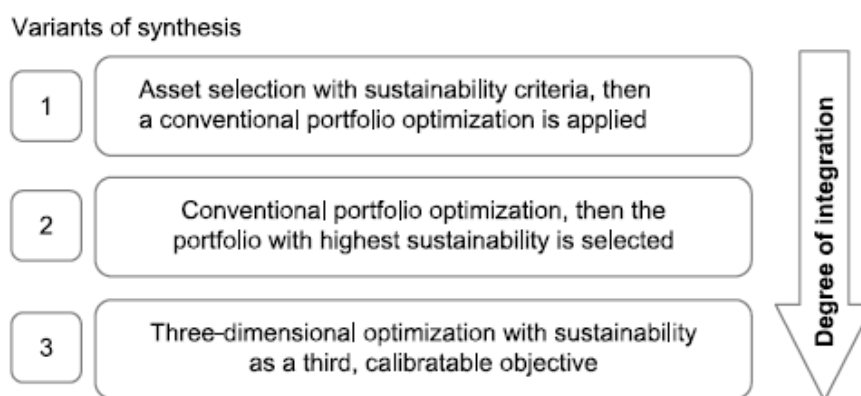 Variants of synthesis
1
Asset selection with sustainability criteria, then
a conventional portfolio optimization is applied
2
Conventional portfolio optimization, then the
portfolio with highest sustainability is selected
3
Three-dimensional optimization with sustainability
as a third, calibratable objective
Degree of integration